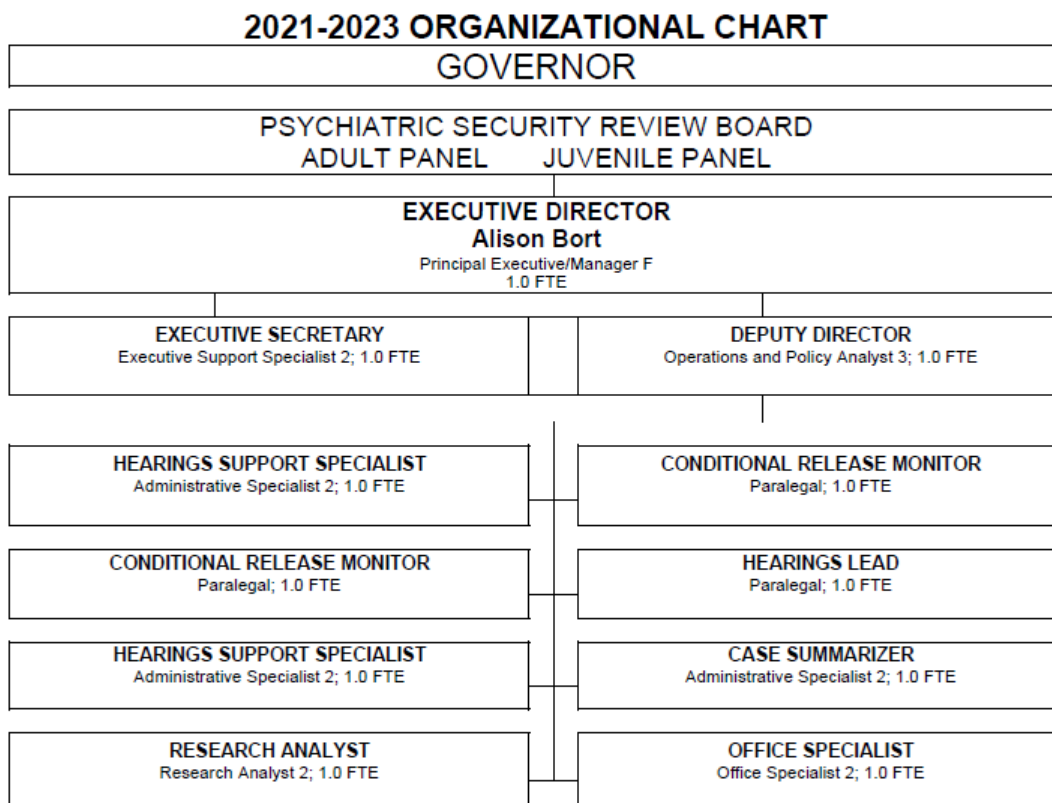 2021-2023 ORGANIZATIONAL CHART
GOVERNOR
PSYCHIATRIC SECURITY REVIEW BOARD
ADULT PANEL JUVENILE PANEL
EXECUTIVE DIRECTOR
Alison Bort
Principal Executive/Manager F
1.0 FTE
EXECUTIVE SECRETARY
Executive Support Specialist 2; 1.0 FTE
DEPUTY DIRECTOR
Operations and Policy Analyst 3; 1.0 FTE
HEARINGS SUPPORT SPECIALIST
Administrative Specialist 2; 1.0 FTE
CONDITIONAL RELEASE MONITOR
Paralegal; 1.0 FTE
CONDITIONAL RELEASE MONITOR
Paralegal; 1.0 FTE
HEARINGS LEAD
Paralegal; 1.0 FTE
HEARINGS SUPPORT SPECIALIST
Administrative Specialist 2; 1.0 FTE
CASE SUMMARIZER
Administrative Specialist 2; 1.0 FTE
RESEARCH ANALYST
Research Analyst 2; 1.0 FTE
OFFICE SPECIALIST
Office Specialist 2; 1.0 FTE